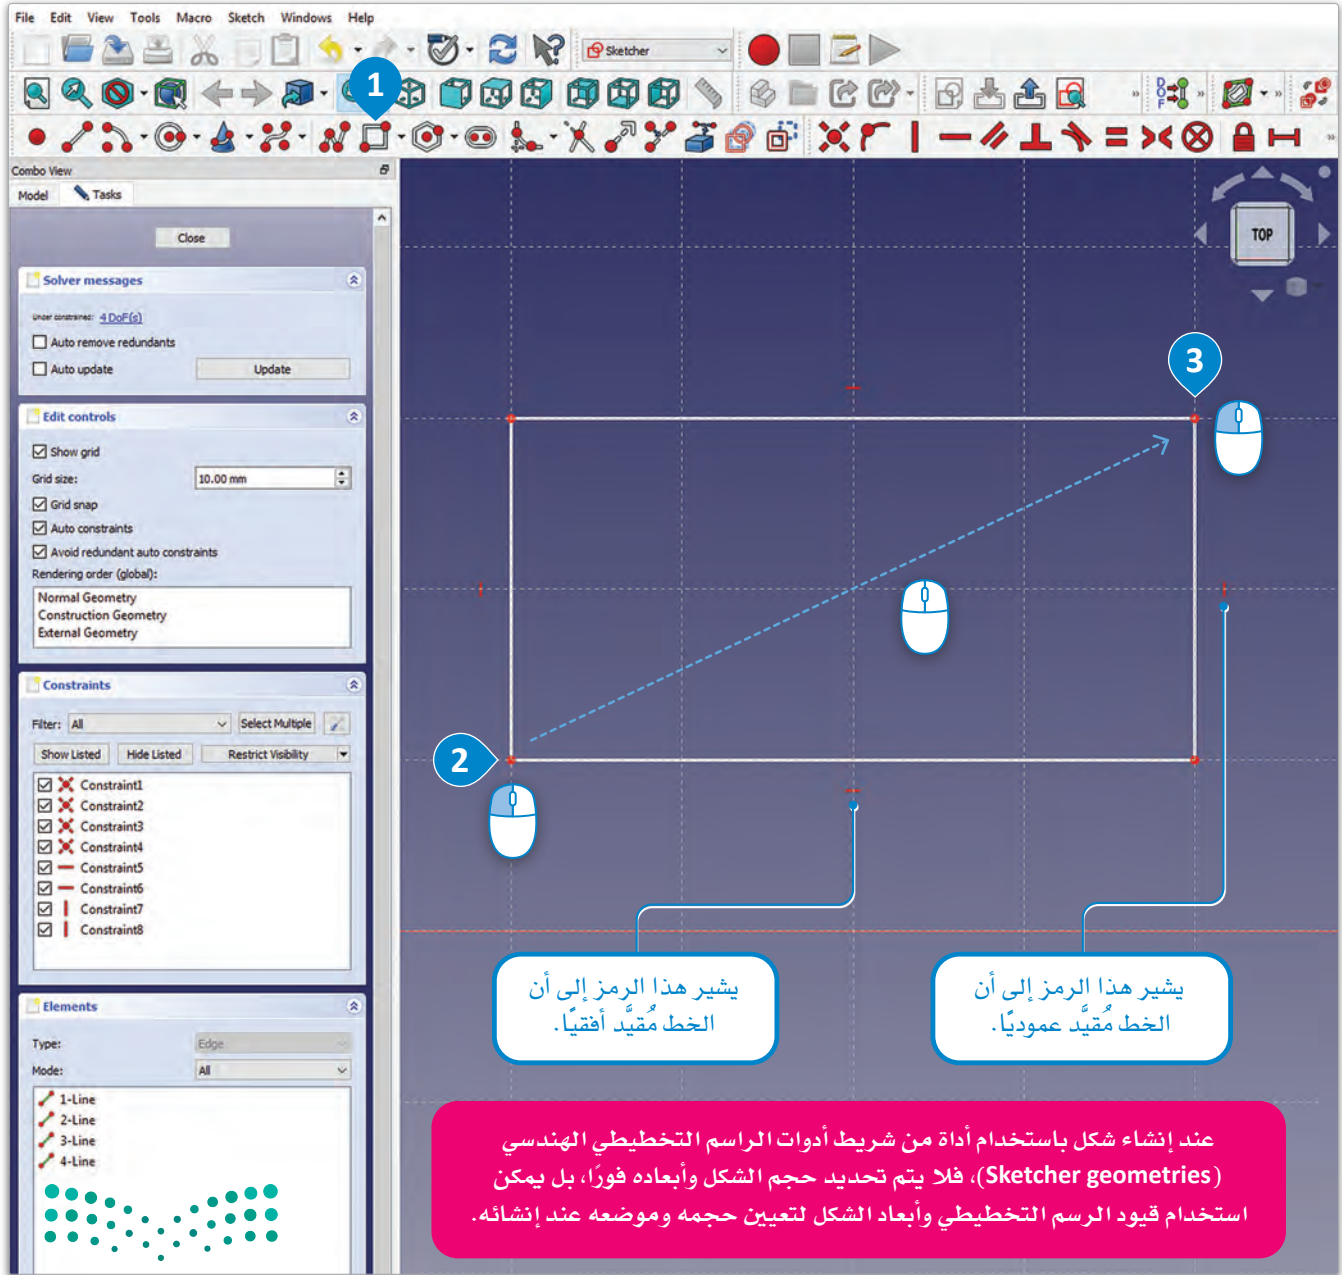 File Edit View Tools Macro Sketch Windows Help
Sketcher
1
Combo View
Model Tasks
Close
Solver messages
Under constrained: 4 DoF(s)
Auto remove redundants
Auto update Update
Edit controls
Show grid
Grid size: 10.00 mm
Grid snap
Auto constraints
Avoid redundant auto constraints
Rendering order (global):
Normal Geometry
Construction Geometry
External Geometry
Constraints
Filter: All Select Multiple
Show Listed Hide Listed Restrict Visibility
Constraint1
Constraint2
Constraint3
Constraint4
Constraint5
Constraint6
Constraint7
Constraint8
Elements
Type: Edge
Mode: All
1-Line
2-Line
3-Line
4-Line
TOP
3
2
يشير هذا الرمز إلى أن
الخط مُقيَّد عموديًا.
يشير هذا الرمز إلى أن
الخط مُقيَّد أفقيًا.
عند إنشاء شكل باستخدام أداة من شريط أدوات الراسم التخطيطي الهندسي
(Sketcher geometries)، فلا يتم تحديد حجم الشكل وأبعاده فورًا، بل يمكن
استخدام قيود الرسم التخطيطي وأبعاد الشكل لتعيين حجمه وموضعه عند إنشائه.